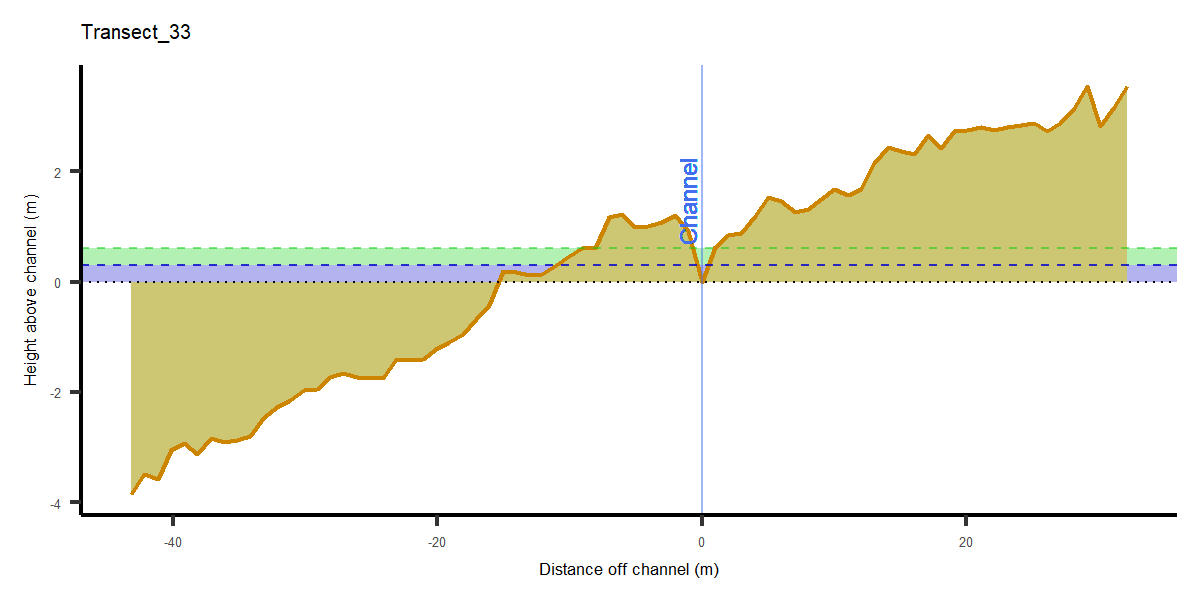 Transect_33
Height above channel (m)
2
0
-2
-4
Channel
-40
-20
0
20
Distance off channel (m)